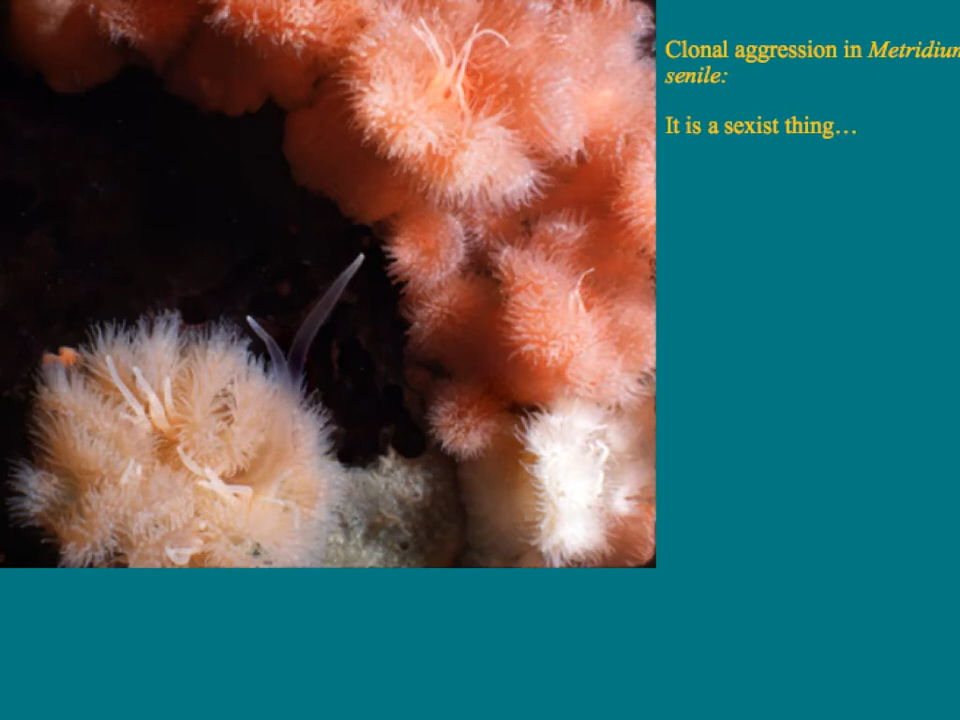 Clonal aggression in Metridium
senile:
It is a sexist thing…